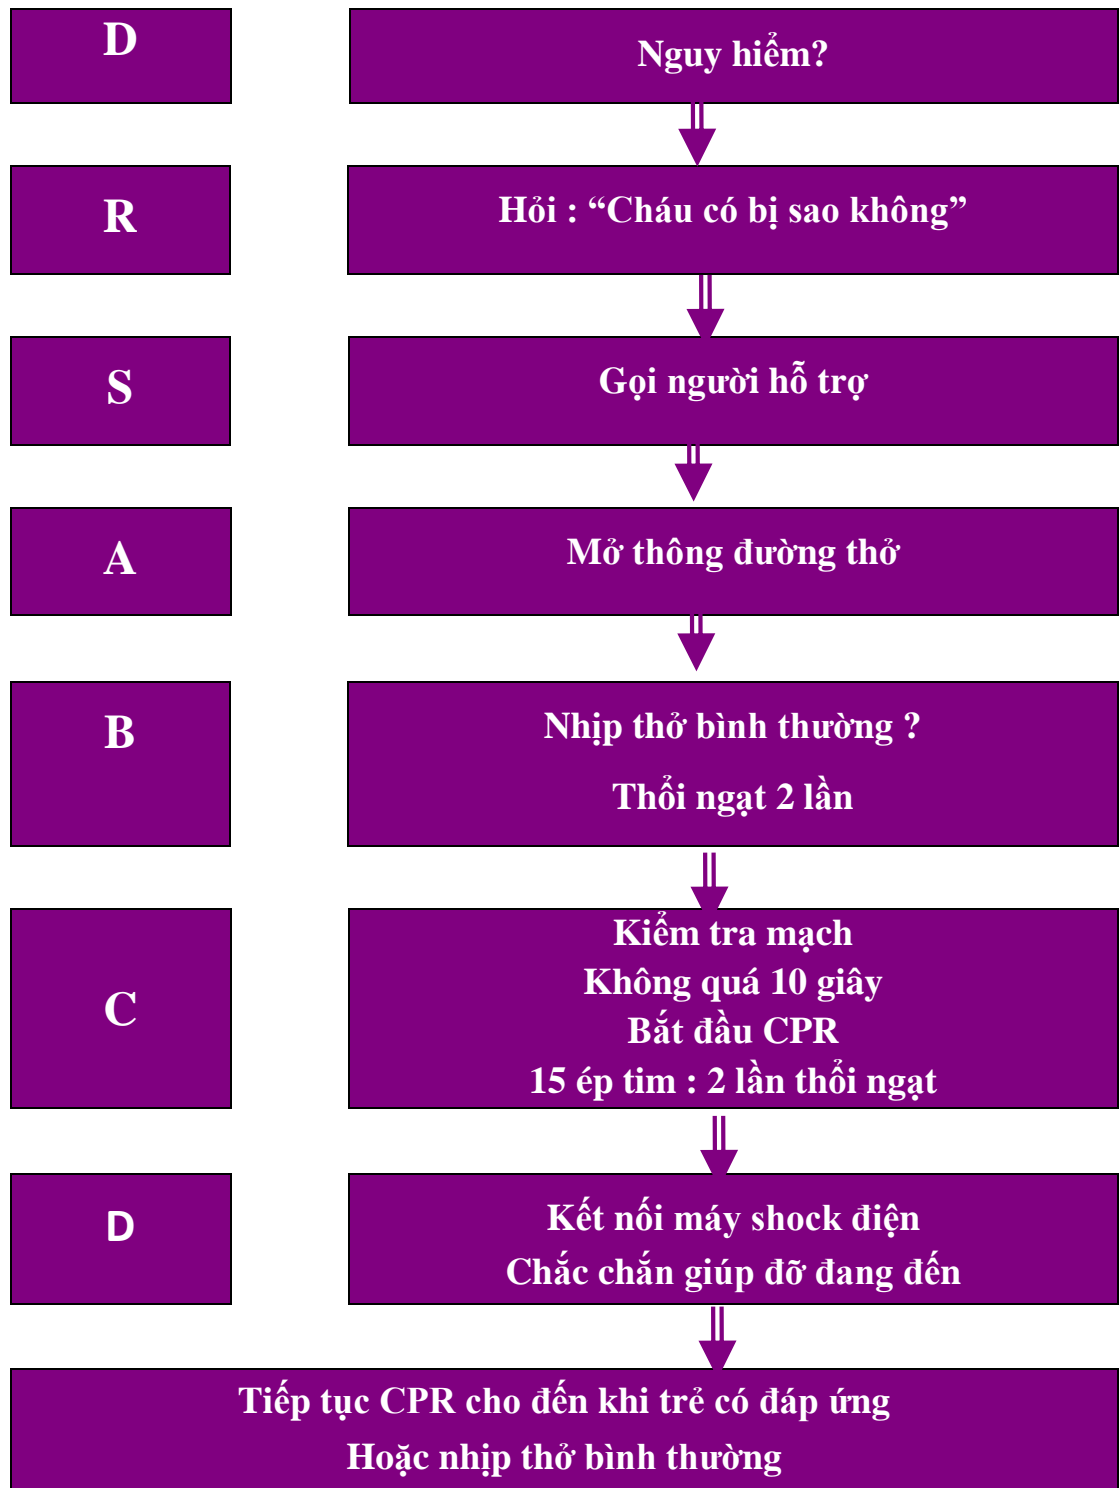 D
Nguy hiểm?
R
Hỏi : “Cháu có bị sao không”
S
Gọi người hỗ trợ
A
Mở thông đường thở
B
Nhịp thở bình thường ?
Thổi ngạt 2 lần
C
Kiểm tra mạch
Không quá 10 giây
Bắt đầu CPR
15 ép tim : 2 lần thổi ngạt
D
Kết nối máy shock điện
Chắc chắn giúp đỡ đang đến
Tiếp tục CPR cho đến khi trẻ có đáp ứng
Hoặc nhịp thở bình thường